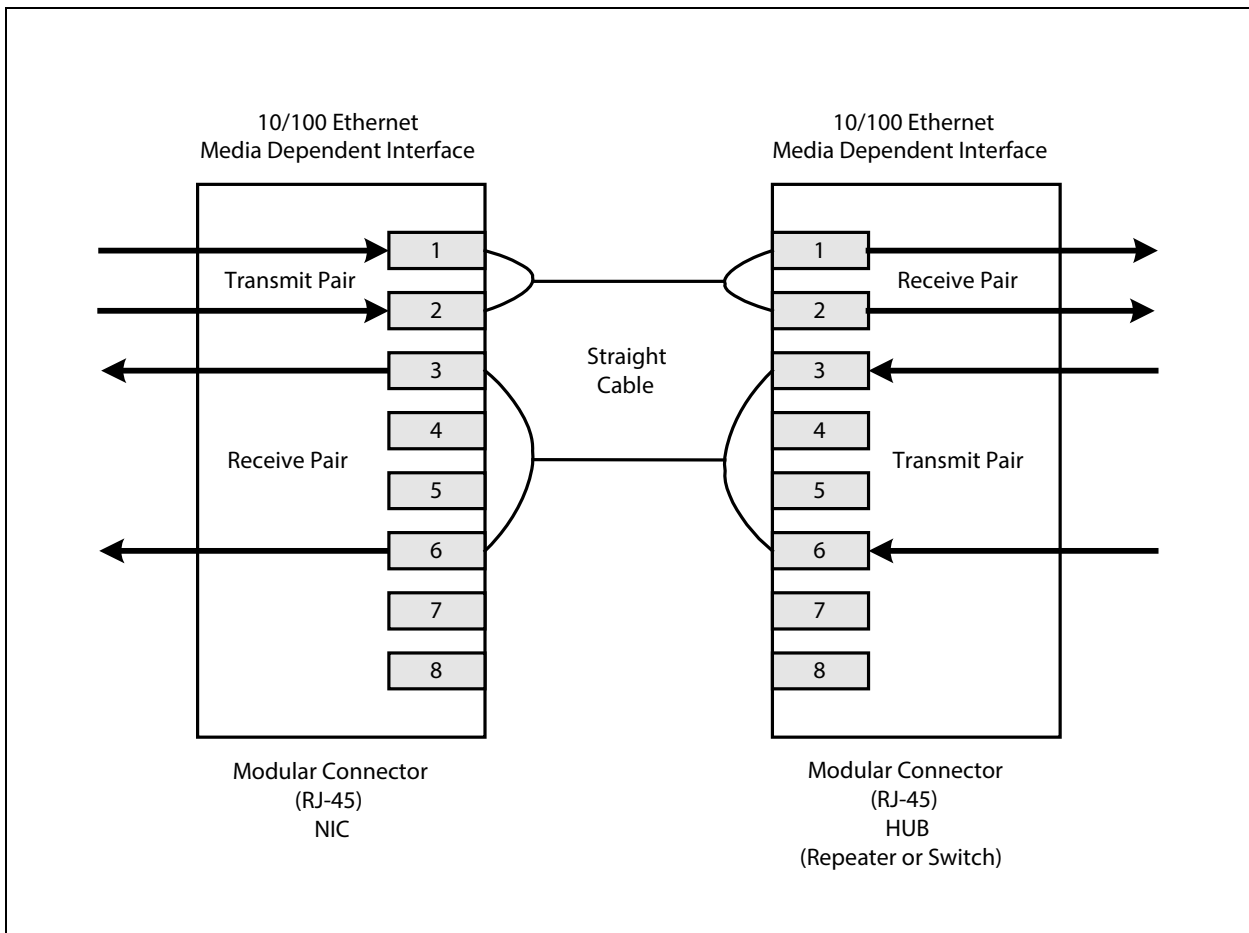 10/100 Ethernet
Media Dependent Interface
10/100 Ethernet
Media Dependent Interface
1
Transmit Pair
2
3
4
Receive Pair
5
6
7
8
Straight
Cable
1
Receive Pair
2
3
4
Transmit Pair
5
6
7
8
Modular Connector
(RJ-45)
NIC
Modular Connector
(RJ-45)
HUB
(Repeater or Switch)